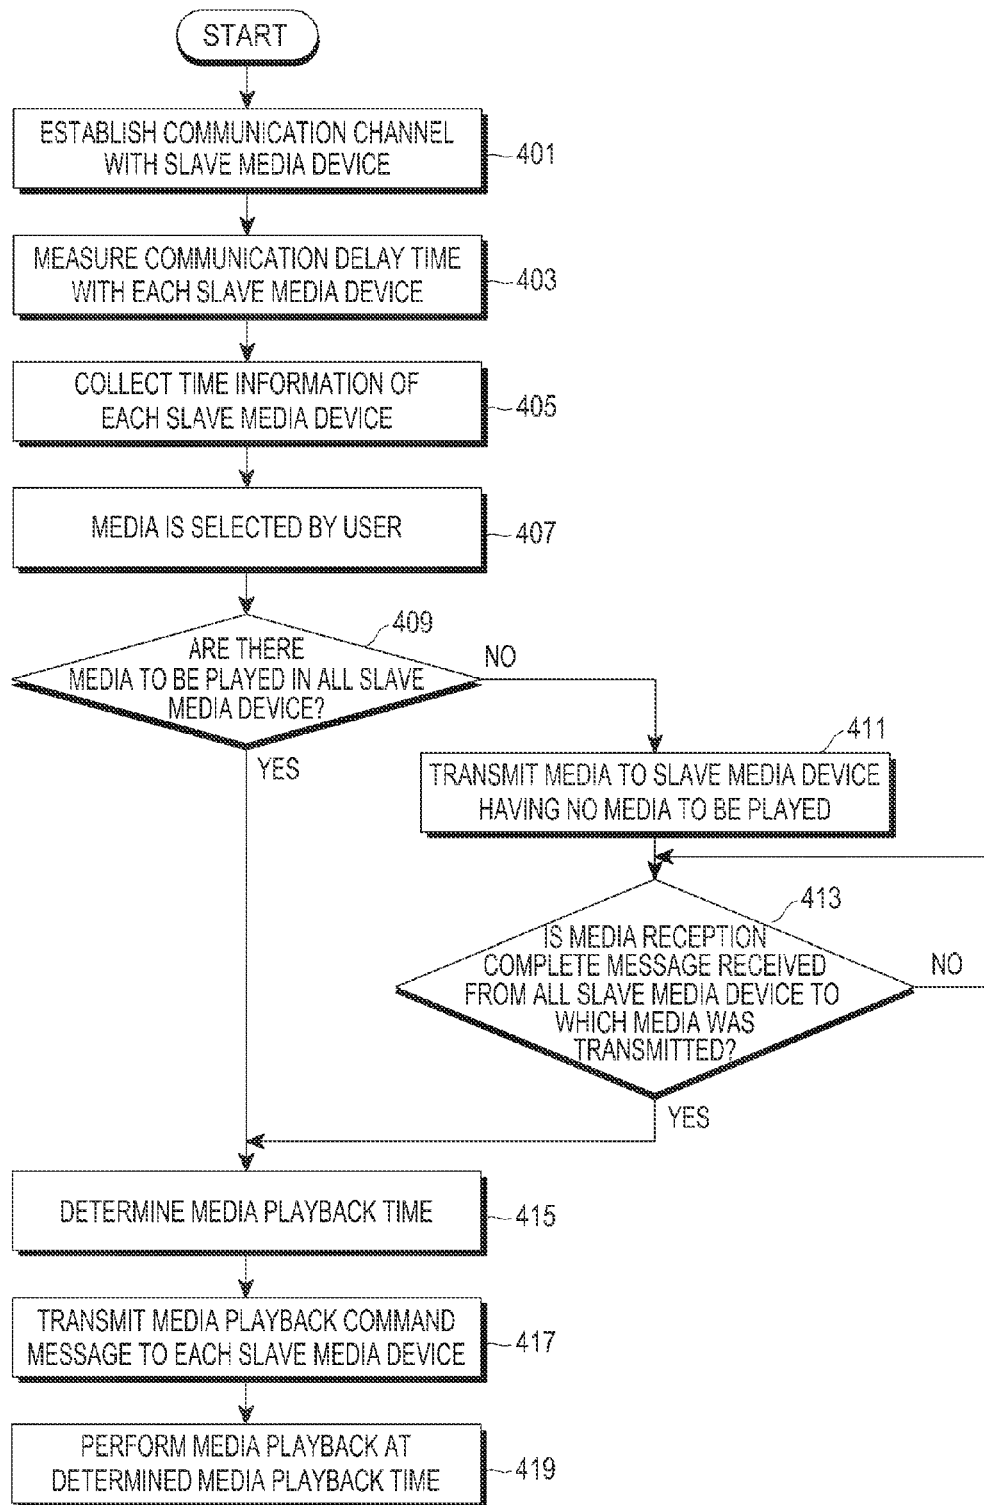 START
ESTABLISH COMMUNICATION CHANNEL
WITH SLAVE MEDIA DEVICE
401
MEASURE COMMUNICATION DELAY TIME
WITH EACH SLAVE MEDIA DEVICE
403
COLLECT TIME INFORMATION OF
EACH SLAVE MEDIA DEVICE
405
MEDIA IS SELECTED BY USER
407
409
ARE THERE
MEDIA TO BE PLAYED IN ALL SLAVE
MEDIA DEVICE?
NO
YES
411
TRANSMIT MEDIA TO SLAVE MEDIA DEVICE
HAVING NO MEDIA TO BE PLAYED
413
IS MEDIA RECEPTION
COMPLETE MESSAGE RECEIVED
FROM ALL SLAVE MEDIA DEVICE TO
WHICH MEDIA WAS
TRANSMITTED?
NO
YES
DETERMINE MEDIA PLAYBACK TIME
415
TRANSMIT MEDIA PLAYBACK COMMAND
MESSAGE TO EACH SLAVE MEDIA DEVICE
417
PERFORM MEDIA PLAYBACK AT
DETERMINED MEDIA PLAYBACK TIME
419